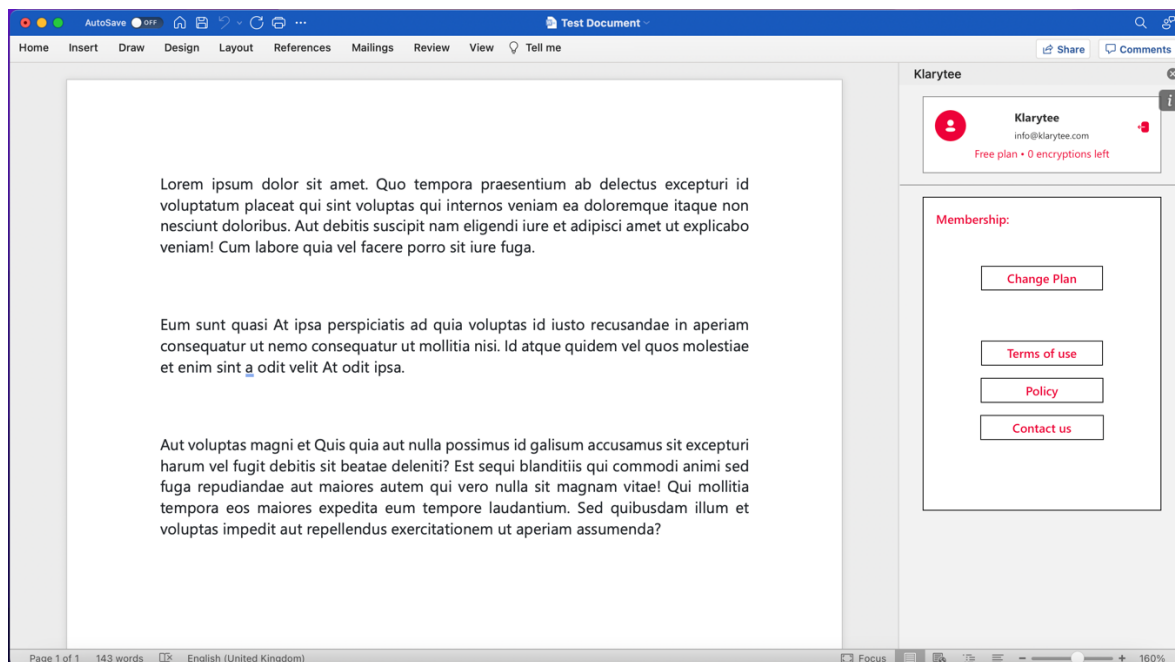 AutoSave OFF Test Document
Home Insert Draw Design Layout References Mailings Review View Tell me Share Comments
Klarytee
Klarytee
info@klarytee.com
Free plan • 0 encryptions left
Membership:
Change Plan
Terms of use
Policy
Contact us
Lorem ipsum dolor sit amet. Quo tempora praesentium ab delectus excepturi id
voluptatum placeat qui sint voluptas qui internos veniam ea doloremque itaque non
nesciunt doloribus. Aut debitis suscipit nam eligendi iure et adipisci amet ut explicabo
veniam! Cum labore quia vel facere porro sit iure fuga.
Eum sunt quasi At ipsa perspiciatis ad quia voluptas id iusto recusandae in aperiam
consequatur ut nemo consequatur ut mollitia nisi. Id atque quidem vel quos molestiae
et enim sint a odit velit At odit ipsa.
Aut voluptas magni et Quis quia aut nulla possimus id galisum accusamus sit excepturi
harum vel fugit debitis sit beatae deleniti? Est sequi blanditiis qui commodi animi sed
fuga repudiandae aut maiores autem qui vero nulla sit magnam vitae! Qui mollitia
tempora eos maiores expedita eum tempore laudantium. Sed quibusdam illum et
voluptas impedit aut repellendus exercitationem ut aperiam assumenda?
Page 1 of 1 143 words English (United Kingdom) Focus 160%